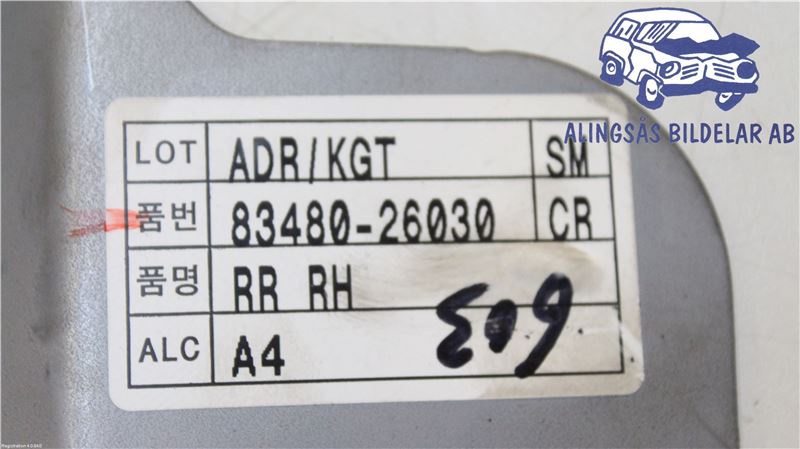 ALINGSÅS BILDELAR AB
LOT ADR/KGT SM
품번 83480-26030 CR
품명 RR RH
ALC A4
603